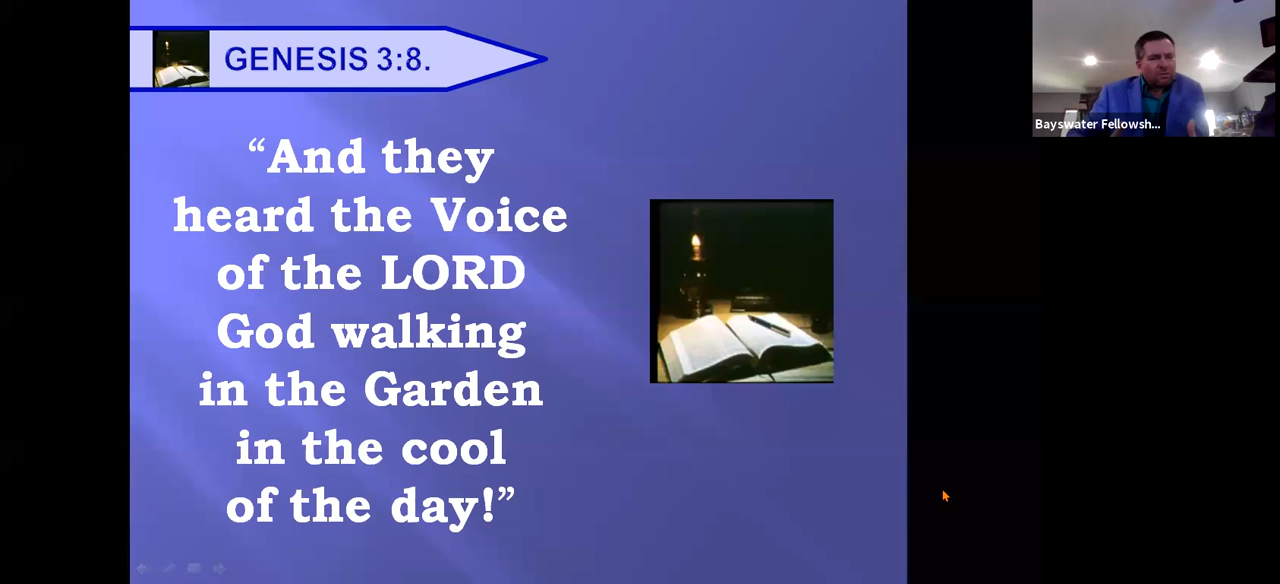 GENESIS 3:8.
“And they
heard the Voice
of the LORD
God walking
in the Garden
in the cool
of the day!”
Bayswater Fellowsh...